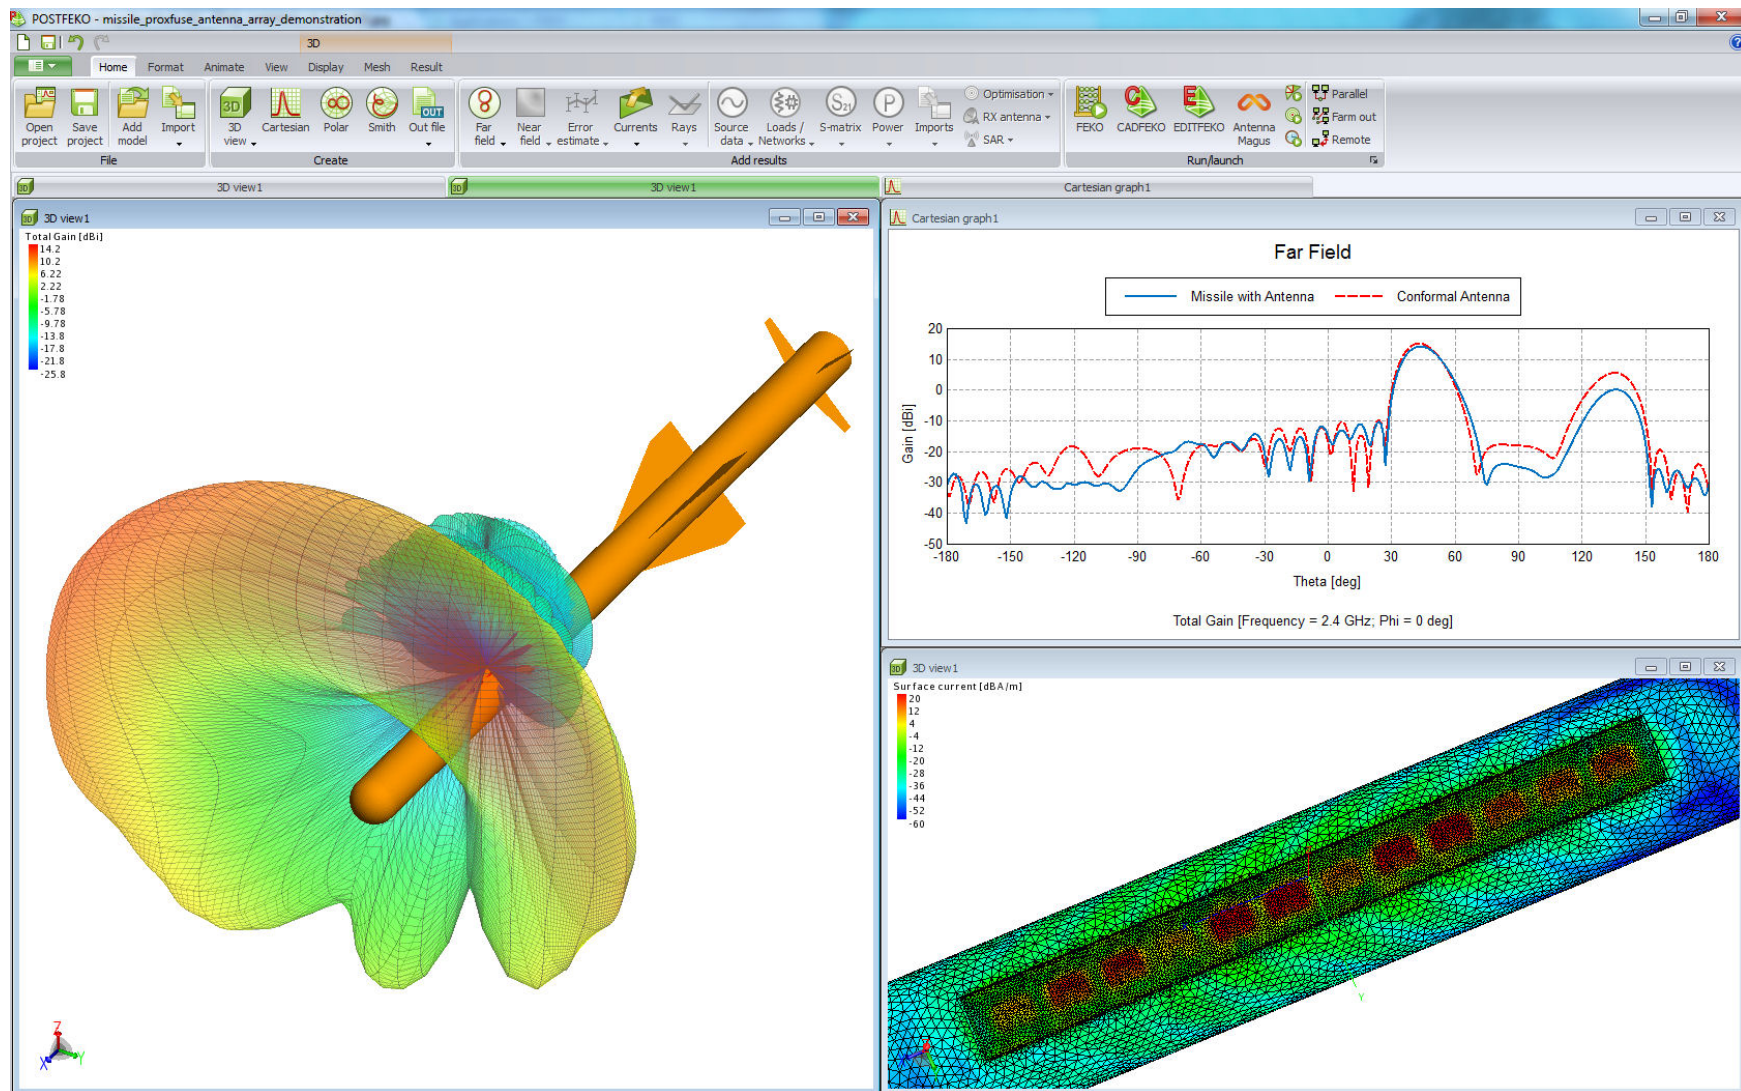 POSTFEKO - missile_proxfuse_antenna_array_demonstration
3D
Home Format Animate View Display Mesh Result
Open project
Save project
Add model
Import
File
3D view
Cartesian
Polar
Smith
OUT
Out file
Create
Far field
Near field
Error estimate
Currents
Rays
Source data
Loads / Networks
S21
S-matrix
P
Power
Imports
Optimisation
RX antenna
SAR
Add results
FEKO
C
CADFEKO
E
EDITFEKO
Antenna Magus
Parallel
Farm out
Remote
Run/launch
3D view1
3D view1
Cartesian graph1
3D view1
Total Gain [dBi]
14.2
10.2
6.22
2.22
-1.78
-5.78
-9.78
-13.8
-17.8
-21.8
-25.8
Z
X
Y
Cartesian graph1
Far Field
Missile with Antenna Conformal Antenna
Gain [dBi]
20
10
0
-10
-20
-30
-40
-50
-180 -150 -120 -90 -60 -30 0 30 60 90 120 150 180
Theta [deg]
Total Gain [Frequency = 2.4 GHz; Phi = 0 deg]
3D view1
Surface current [dBA/m]
20
12
4
-4
-12
-20
-28
-36
-44
-52
-60
Y